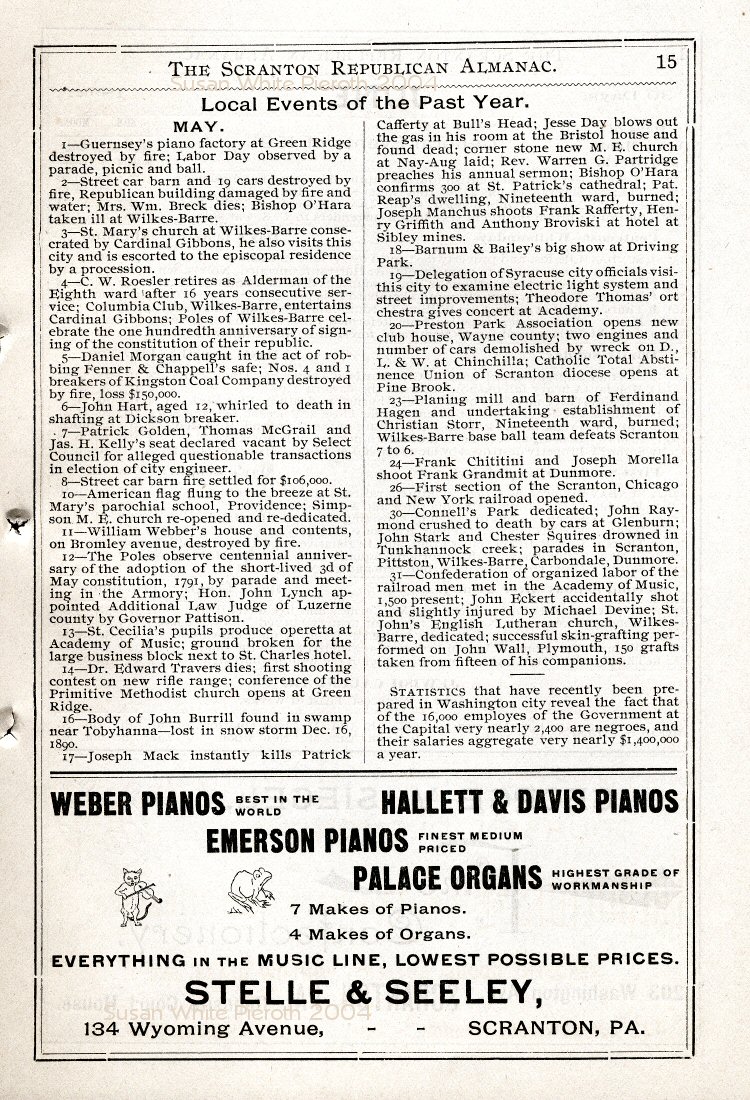 THE SCRANTON REPUBLICAN ALMANAC. 15
Susan White Pieroth 2004
Local Events of the Past Year.
MAY.
1—Guernsey's piano factory at Green Ridge
destroyed by fire; Labor Day observed by a
parade, picnic and ball.
2—Street car barn and 19 cars destroyed by
fire, Republican building damaged by fire and
water; Mrs. Wm. Breck dies; Bishop O'Hara
taken ill at Wilkes-Barre.
3—St. Mary's church at Wilkes-Barre conse-
crated by Cardinal Gibbons, he also visits this
city and is escorted to the episcopal residence
by a procession.
4—C. W. Roesler retires as Alderman of the
Eighth ward after 16 years consecutive ser-
vice; Columbia Club, Wilkes-Barre, entertains
Cardinal Gibbons; Poles of Wilkes-Barre cel-
ebrate the one hundredth anniversary of sign-
ing of the constitution of their republic.
5—Daniel Morgan caught in the act of rob-
bing Fenner & Chappell's safe; Nos. 4 and 1
breakers of Kingston Coal Company destroyed
by fire, loss $150,000.
6—John Hart, aged 12, whirled to death in
shafting at Dickson breaker.
7—Patrick Golden, Thomas McGrail and
Jas. H. Kelly's seat declared vacant by Select
Council for alleged questionable transactions
in election of city engineer.
8—Street car barn fire settled for $106,000.
10—American flag flung to the breeze at St.
Mary's parochial school, Providence; Simp-
son M. E. church re-opened and re-dedicated.
11—William Webber's house and contents,
on Bromley avenue, destroyed by fire.
12—The Poles observe centennial anniver-
sary of the adoption of the short-lived 3d of
May constitution, 1791, by parade and meet-
ing in the Armory; Hon. John Lynch ap-
pointed Additional Law Judge of Luzerne
county by Governor Pattison.
13—St. Cecilia's pupils produce operetta at
Academy of Music; ground broken for the
large business block next to St. Charles hotel.
14—Dr. Edward Travers dies; first shooting
contest on new rifle range; conference of the
Primitive Methodist church opens at Green
Ridge.
16—Body of John Burrill found in swamp
near Tobyhanna—lost in snow storm Dec. 16,
1890.
17—Joseph Mack instantly kills Patrick
Cafferty at Bull's Head; Jesse Day blows out
the gas in his room at the Bristol house and
found dead; corner stone new M. E. church
at Nay-Aug laid; Rev. Warren G. Partridge
preaches his annual sermon; Bishop O'Hara
confirms 300 at St. Patrick's cathedral; Pat.
Reap's dwelling, Nineteenth ward, burned;
Joseph Manchus shoots Frank Rafferty, Hen-
ry Griffith and Anthony Broviski at hotel at
Sibley mines.
18—Barnum & Bailey's big show at Driving
Park.
19—Delegation of Syracuse city officials visi-
this city to examine electric light system and
street improvements; Theodore Thomas' ort
chestra gives concert at Academy.
20—Preston Park Association opens new
club house, Wayne county; two engines and
number of cars demolished by wreck on D.,
L. & W. at Chinchilla; Catholic Total Absti-
nence Union of Scranton diocese opens at
Pine Brook.
23—Planing mill and barn of Ferdinand
Hagen and undertaking establishment of
Christian Storr, Nineteenth ward, burned;
Wilkes-Barre base ball team defeats Scranton
7 to 6.
24—Frank Chititini and Joseph Morella
shoot Frank Grandmit at Dunmore.
26—First section of the Scranton, Chicago
and New York railroad opened.
30—Connell's Park dedicated; John Ray-
mond crushed to death by cars at Glenburn;
John Stark and Chester Squires drowned in
Tunkhannock creek; parades in Scranton,
Pittston, Wilkes-Barre, Carbondale, Dunmore.
31—Confederation of organized labor of the
railroad men met in the Academy of Music,
1,500 present; John Eckert accidentally shot
and slightly injured by Michael Devine; St.
John's English Lutheran church, Wilkes-
Barre, dedicated; successful skin-grafting per-
formed on John Wall, Plymouth, 150 grafts
taken from fifteen of his companions.
STATISTICS that have recently been pre-
pared in Washington city reveal the fact that
of the 16,000 employes of the Government at
the Capital very nearly 2,400 are negroes, and
their salaries aggregate very nearly $1,400,000
a year.
WEBER PIANOS BEST IN THE WORLD HALLETT & DAVIS PIANOS
EMERSON PIANOS FINEST MEDIUM PRICED
PALACE ORGANS HIGHEST GRADE OF WORKMANSHIP
7 Makes of Pianos.
4 Makes of Organs.
EVERYTHING IN THE MUSIC LINE, LOWEST POSSIBLE PRICES.
STELLE & SEELEY,
Susan White Pieroth 2004
134 Wyoming Avenue, - - SCRANTON, PA.